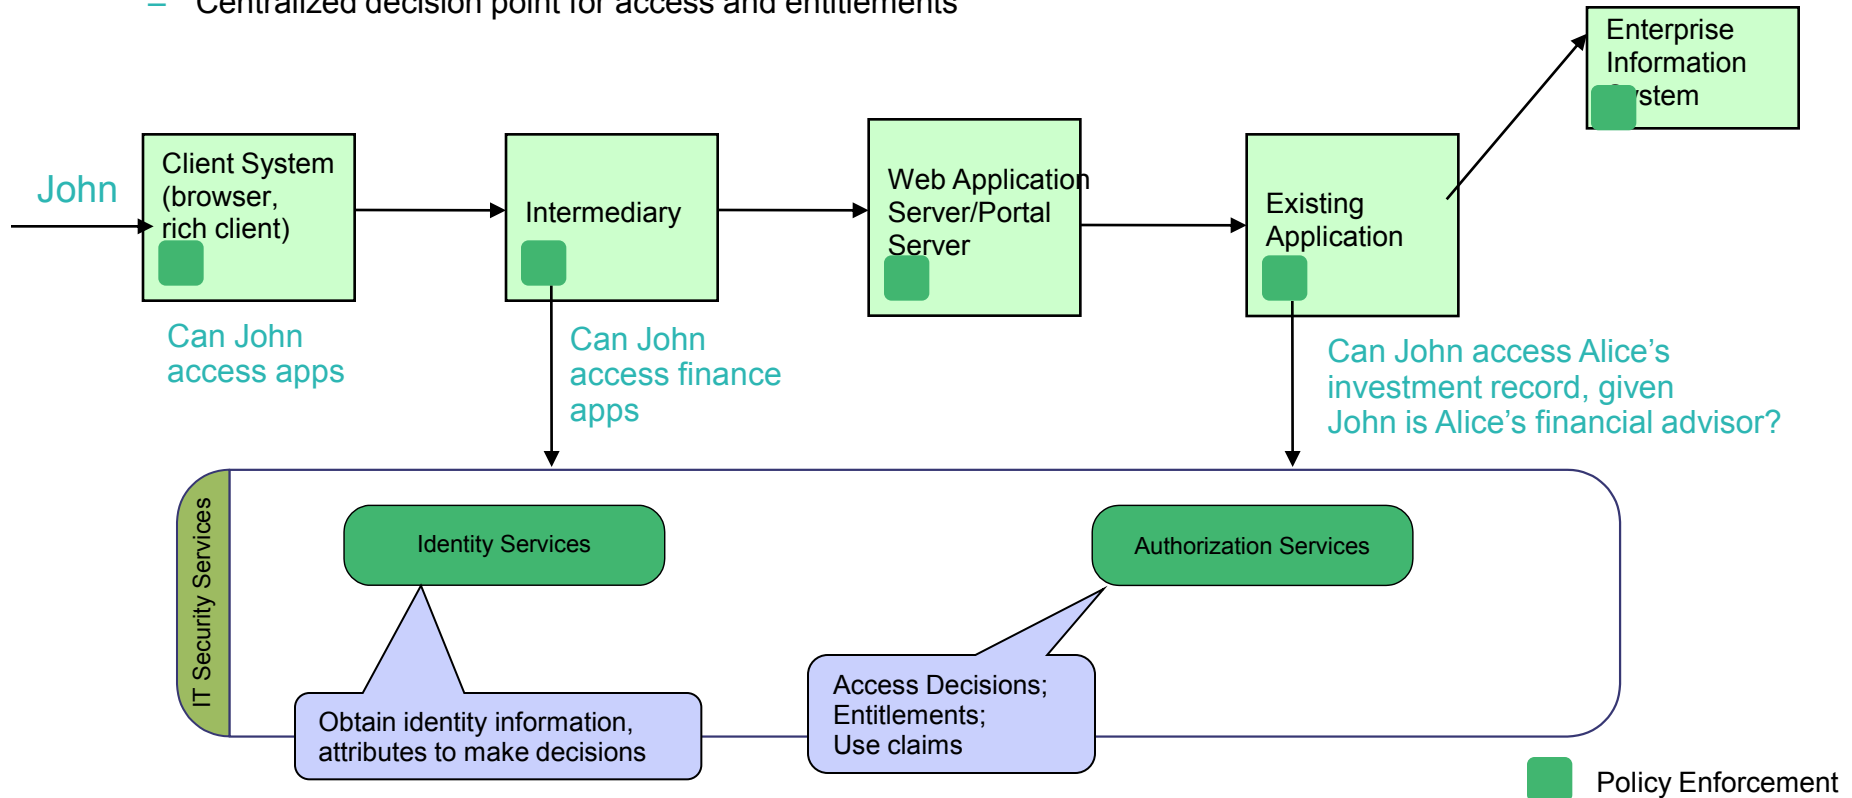 – Centralized decision point for access and entitlements
Enterprise
Information
System
John
Client System
(browser,
rich client)
Intermediary
Web Application
Server/Portal
Server
Existing
Application
Can John
access apps
Can John
access finance
apps
Can John access Alice’s
investment record, given
John is Alice’s financial advisor?
IT Security Services
Identity Services
Authorization Services
Obtain identity information,
attributes to make decisions
Access Decisions;
Entitlements;
Use claims
Policy Enforcement